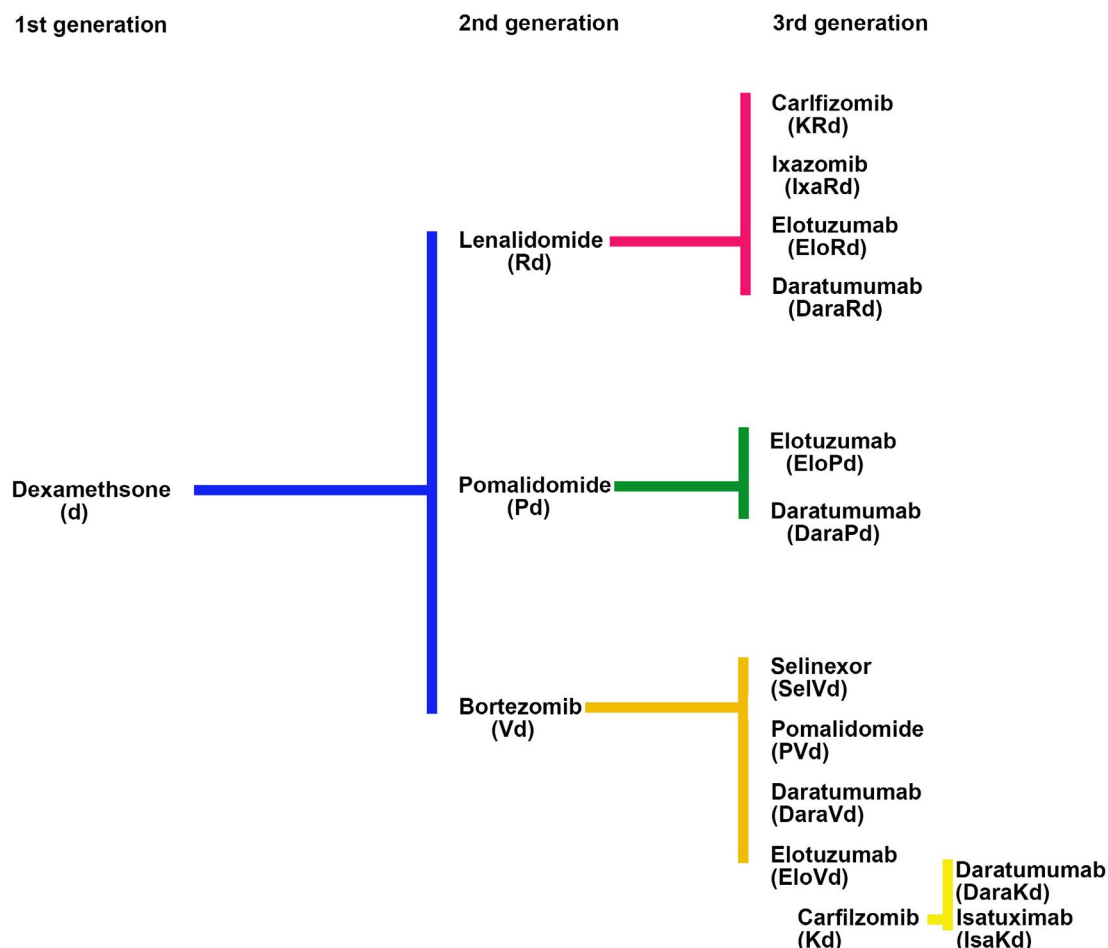 1st generation
2nd generation
3rd generation
Carlfizomib
(KRd)
Ixazomib
(IxaRd)
Elotuzumab
(EloRd)
Daratumumab
(DaraRd)
Lenalidomide
(Rd)
Elotuzumab
(EloPd)
Daratumumab
(DaraPd)
Pomalidomide
(Pd)
Dexamethsone
(d)
Bortezomib
(Vd)
Selinexor
(SelVd)
Pomalidomide
(PVd)
Daratumumab
(DaraVd)
Elotuzumab
(EloVd)
Carfilzomib
(Kd)
Daratumumab
(DaraKd)
Isatuximab
(IsaKd)